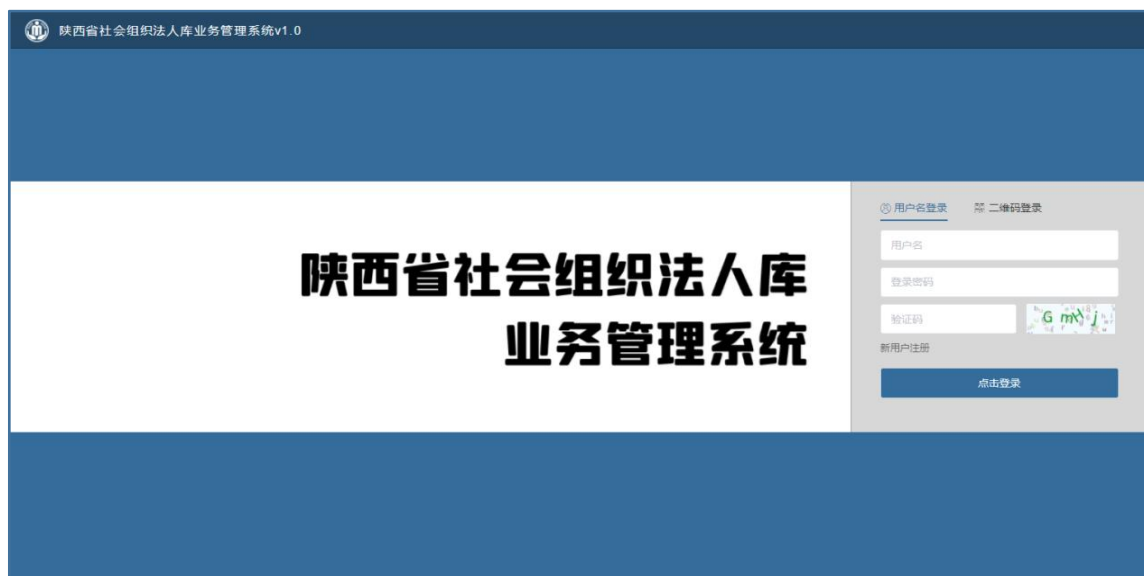 陕西省社会组织法人库业务管理系统v1.0
陕西省社会组织法人库
业务管理系统
用户名登录 二维码登录
用户名
登录密码
验证码
新用户注册
点击登录